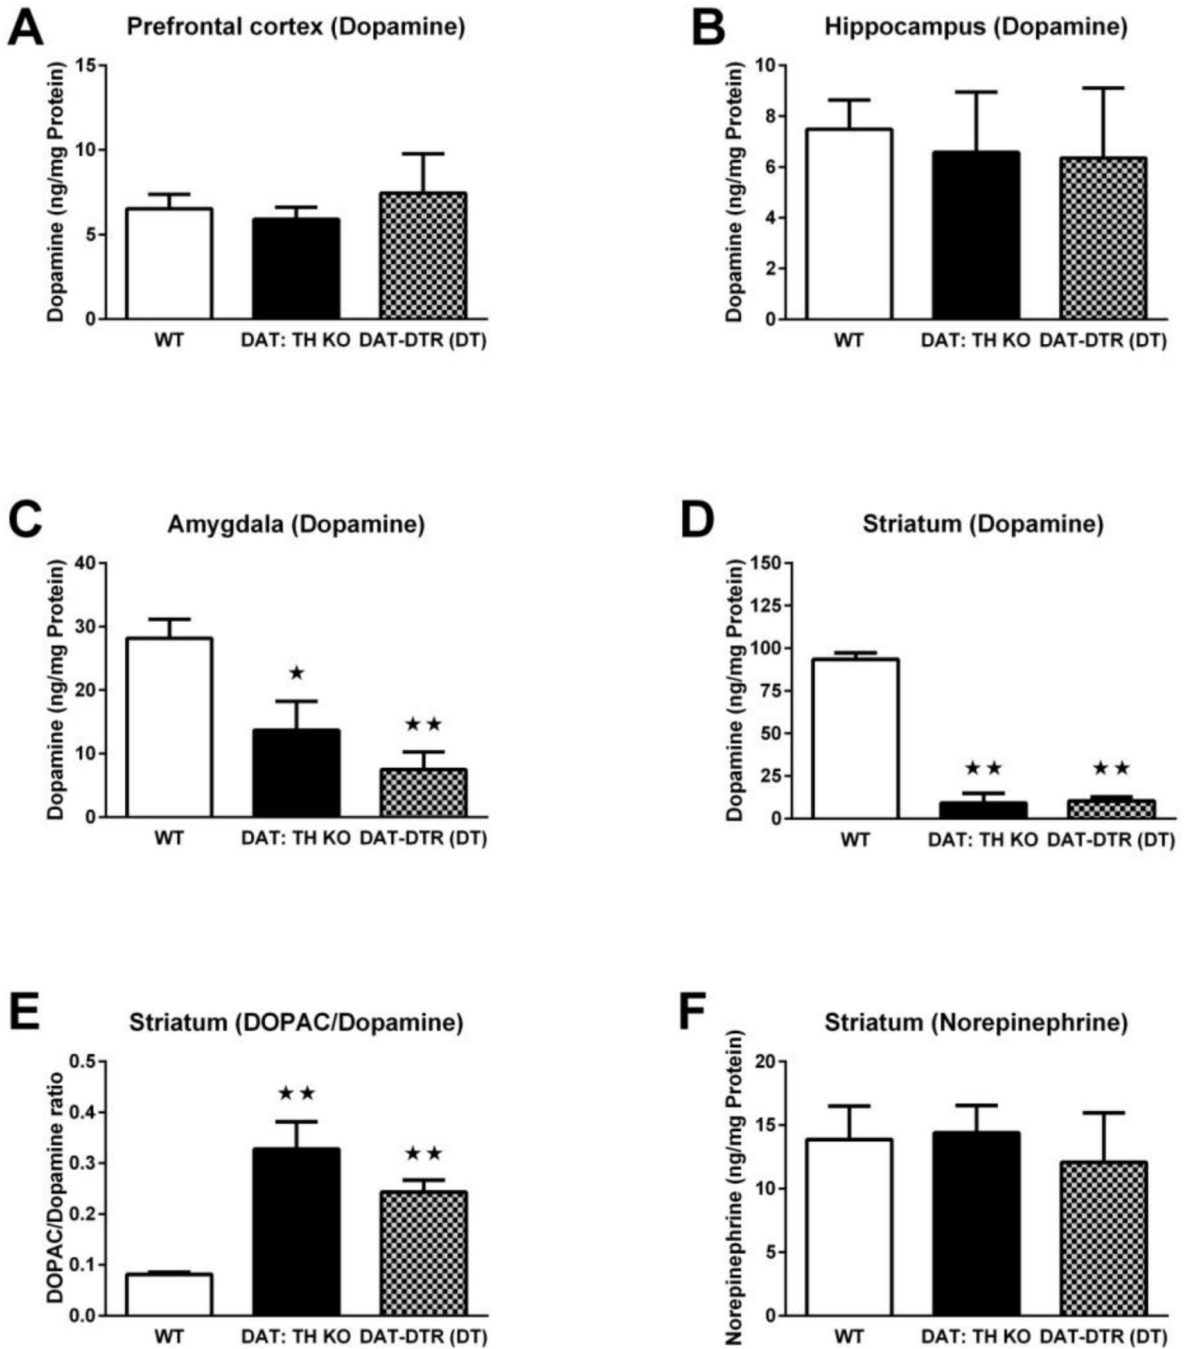 A
Prefrontal cortex (Dopamine)
Dopamine (ng/mg Protein)
15
10
5
0
WT
DAT: TH KO
DAT-DTR (DT)
B
Hippocampus (Dopamine)
Dopamine (ng/mg Protein)
10
8
6
4
2
0
WT
DAT: TH KO
DAT-DTR (DT)
C
Amygdala (Dopamine)
Dopamine (ng/mg Protein)
40
30
20
10
0
★
★★
WT
DAT: TH KO
DAT-DTR (DT)
D
Striatum (Dopamine)
Dopamine (ng/mg Protein)
150
125
100
75
50
25
0
★★
★★
WT
DAT: TH KO
DAT-DTR (DT)
E
Striatum (DOPAC/Dopamine)
DOPAC/Dopamine ratio
0.5
0.4
0.3
0.2
0.1
0.0
★★
★★
WT
DAT: TH KO
DAT-DTR (DT)
F
Striatum (Norepinephrine)
Norepinephrine (ng/mg Protein)
20
15
10
5
0
WT
DAT: TH KO
DAT-DTR (DT)